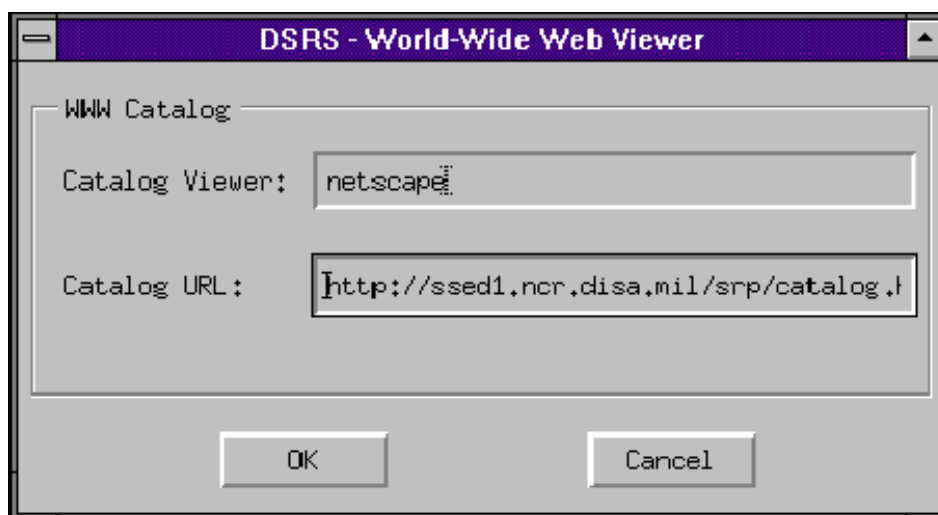 DSRS - World-Wide Web Viewer
WWW Catalog
Catalog Viewer: netscape
Catalog URL: http://ssed1.ncr.disa.mil/srp/catalog.
OK Cancel